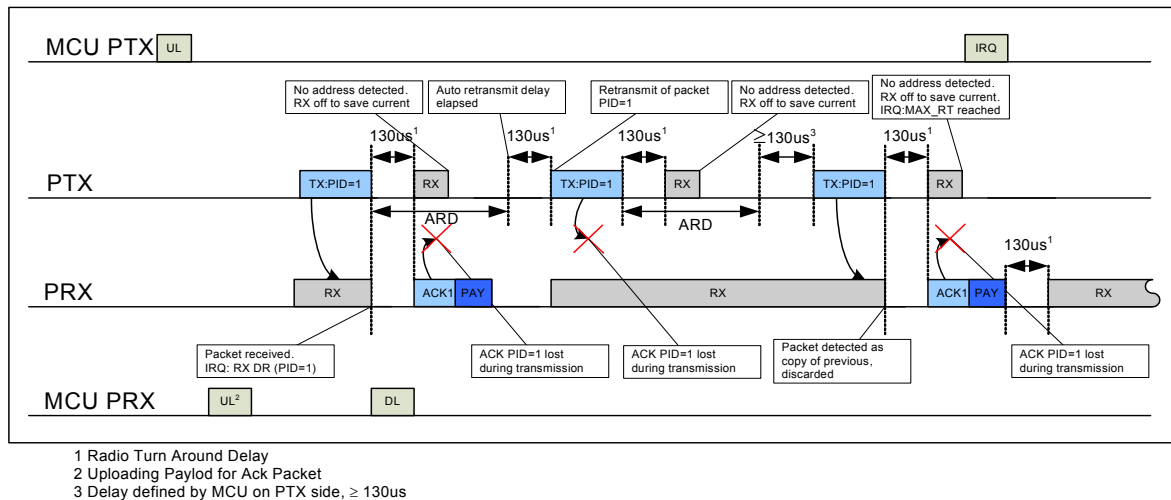 MCU PTX
UL
IRQ
No address detected.
RX off to save current
Auto retransmit delay
elapsed
Retransmit of packet
PID=1
No address detected.
RX off to save current
No address detected.
RX off to save current.
IRQ:MAX_RT reached
130us1
130us1
130us1
≥130us3
130us1
PTX
TX:PID=1
RX
TX:PID=1
RX
TX:PID=1
RX
ARD
ARD
130us1
PRX
RX
ACK1
PAY
RX
ACK1
PAY
RX
Packet received.
IRQ: RX DR (PID=1)
ACK PID=1 lost
during transmission
ACK PID=1 lost
during transmission
Packet detected as
copy of previous,
discarded
ACK PID=1 lost
during transmission
MCU PRX
UL2
DL
1 Radio Turn Around Delay
2 Uploading Paylod for Ack Packet
3 Delay defined by MCU on PTX side, ≥ 130us